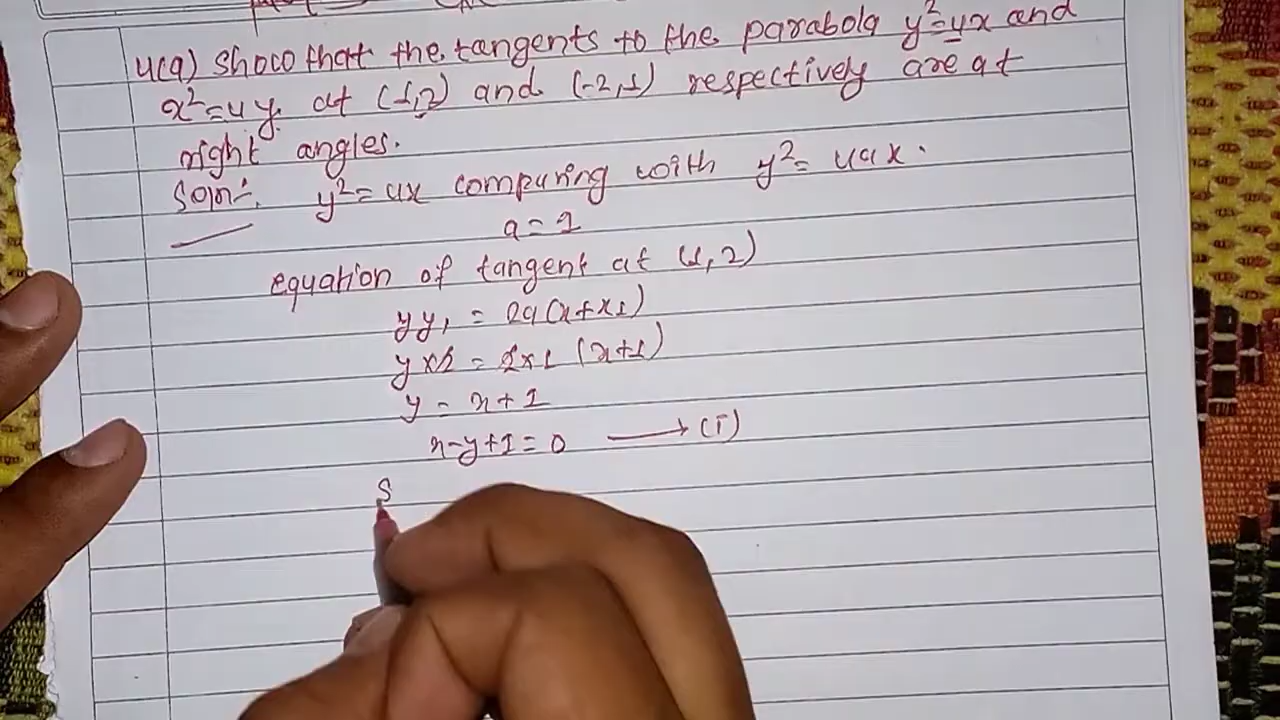 4(a) Show that the tangents to the parabola y²=4x and
x²=4y at (1,2) and (-2,1) respectively are at
right angles.
Soln:. y²=4x comparing with y²= 4ax.
a=1
equation of tangent at (1,2)
yy₁ = 2a(x+x₁)
y×2 = 2×1 (x+1)
y = x+1
x-y+1=0 ⟶ (i)
S